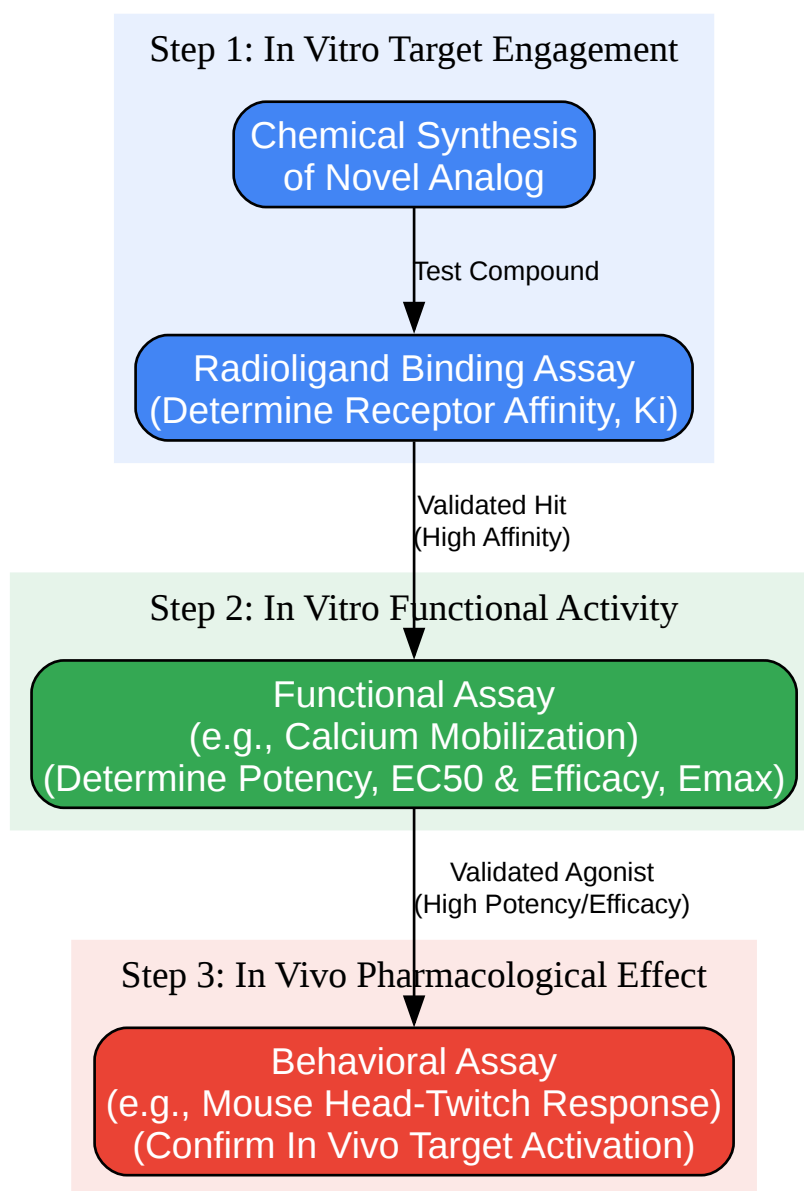 Step 1: In Vitro Target Engagement
Chemical Synthesis
of Novel Analog
Test Compound
Radioligand Binding Assay
(Determine Receptor Affinity, Ki)
Validated Hit
(High Affinity)
Step 2: In Vitro Functional Activity
Functional Assay
(e.g., Calcium Mobilization)
(Determine Potency, EC50 & Efficacy, Emax)
Validated Agonist
(High Potency/Efficacy)
Step 3: In Vivo Pharmacological Effect
Behavioral Assay
(e.g., Mouse Head-Twitch Response)
(Confirm In Vivo Target Activation)